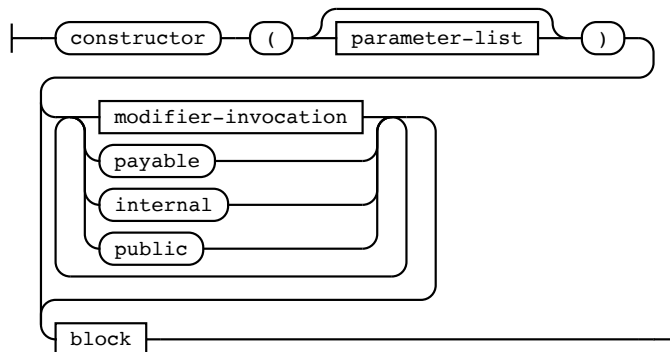 constructor ( parameter-list )
modifier-invocation
payable
internal
public
block